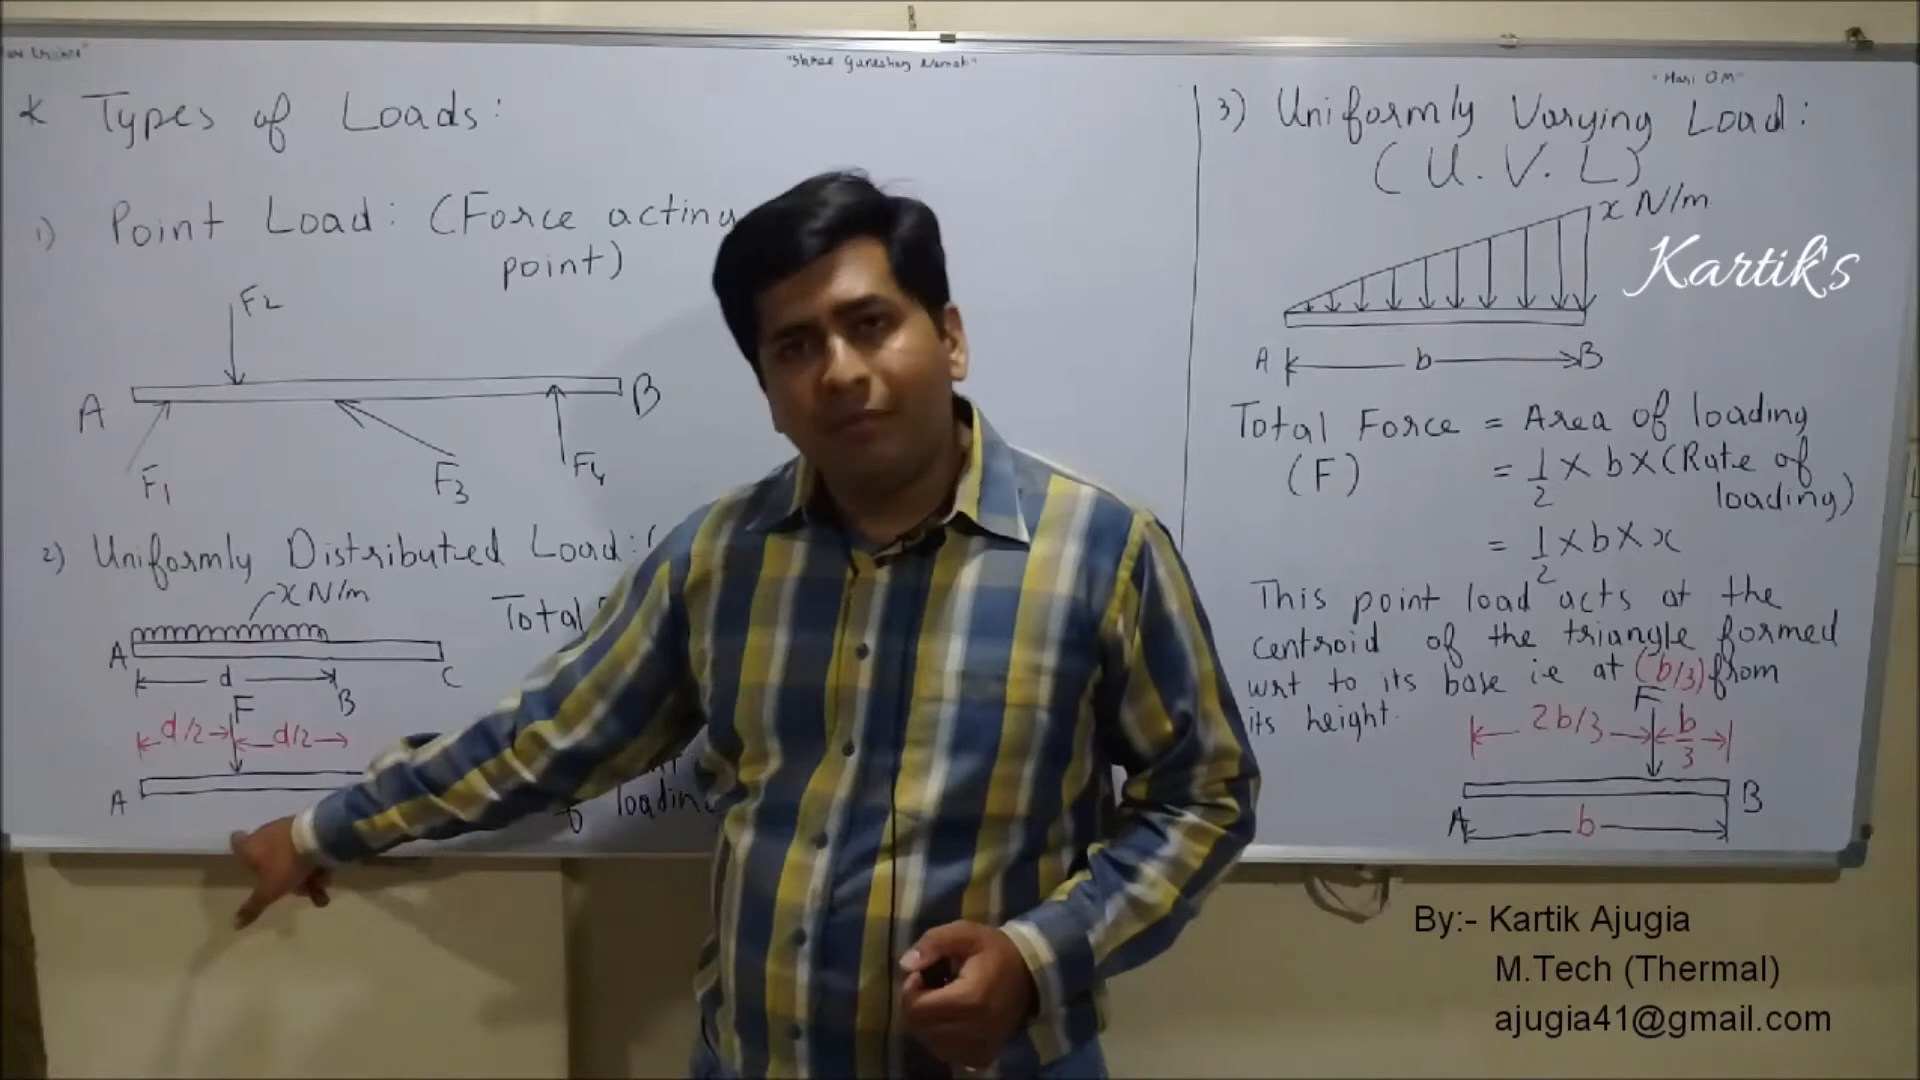 "Shree Ganeshay Namah"
"Hari OM"
* Types of Loads:
1) Point Load: (Force acting
point)
F2
A
B
F1
F3
F4
2) Uniformly Distributed Load: (
x N/m
Total
A
d
B
C
F
d/2
d/2
A
loading
3) Uniformly Varying Load:
(U.V.L)
x N/m
Kartik's
A
b
B
Total Force = Area of loading
(F) = 1/2 X b X (Rate of
loading)
= 1/2 X b X x
This point load acts at the
centroid of the triangle formed
wrt to its base i.e at (b/3) from
its height.
F
2b/3
b/3
A
B
b
By:- Kartik Ajugia
M.Tech (Thermal)
ajugia41@gmail.com